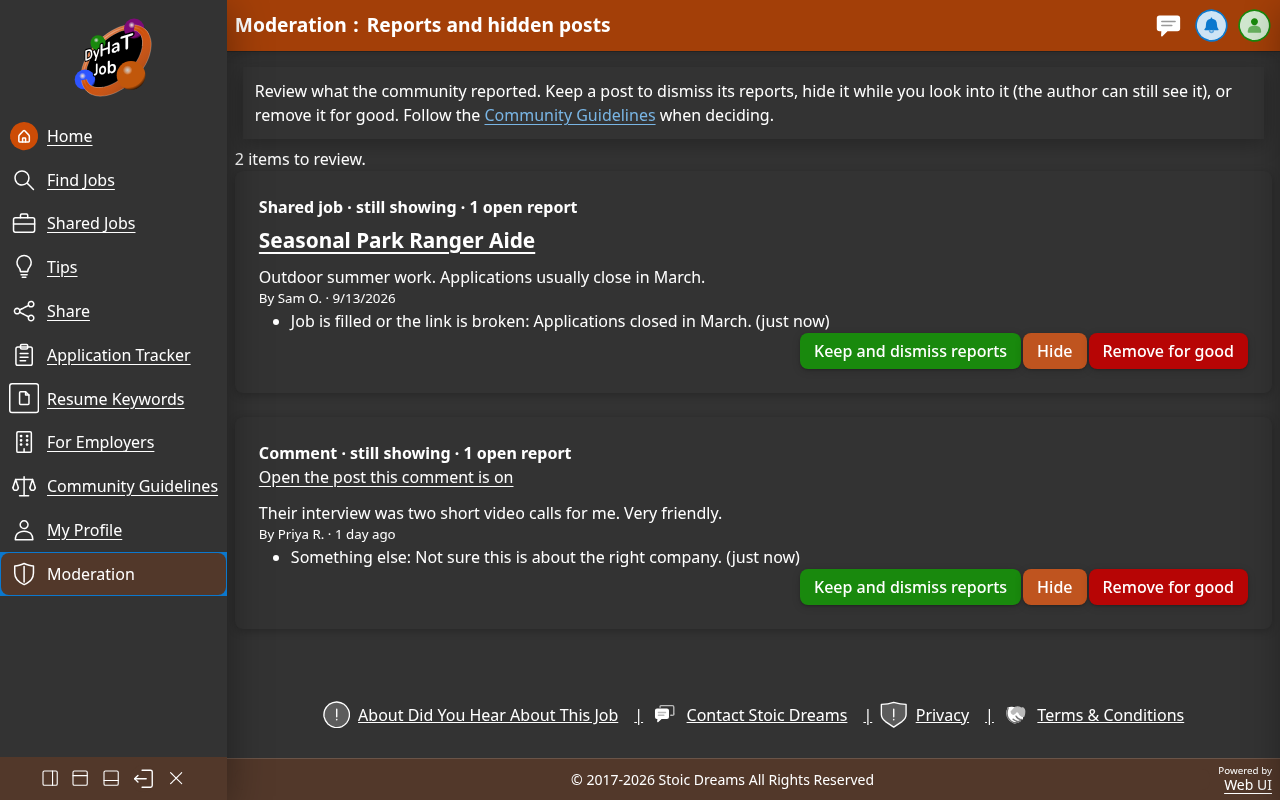 DyHaT
Job
Home
Find Jobs
Shared Jobs
Tips
Share
Application Tracker
Resume Keywords
For Employers
Community Guidelines
My Profile
Moderation
Moderation : Reports and hidden posts
Review what the community reported. Keep a post to dismiss its reports, hide it while you look into it (the author can still see it), or
remove it for good. Follow the Community Guidelines when deciding.
2 items to review.
Shared job · still showing · 1 open report
Seasonal Park Ranger Aide
Outdoor summer work. Applications usually close in March.
By Sam O. · 9/13/2026
• Job is filled or the link is broken: Applications closed in March. (just now)
Keep and dismiss reports Hide Remove for good
Comment · still showing · 1 open report
Open the post this comment is on
Their interview was two short video calls for me. Very friendly.
By Priya R. · 1 day ago
• Something else: Not sure this is about the right company. (just now)
Keep and dismiss reports Hide Remove for good
About Did You Hear About This Job | Contact Stoic Dreams | Privacy | Terms & Conditions
© 2017-2026 Stoic Dreams All Rights Reserved
Powered by
Web UI